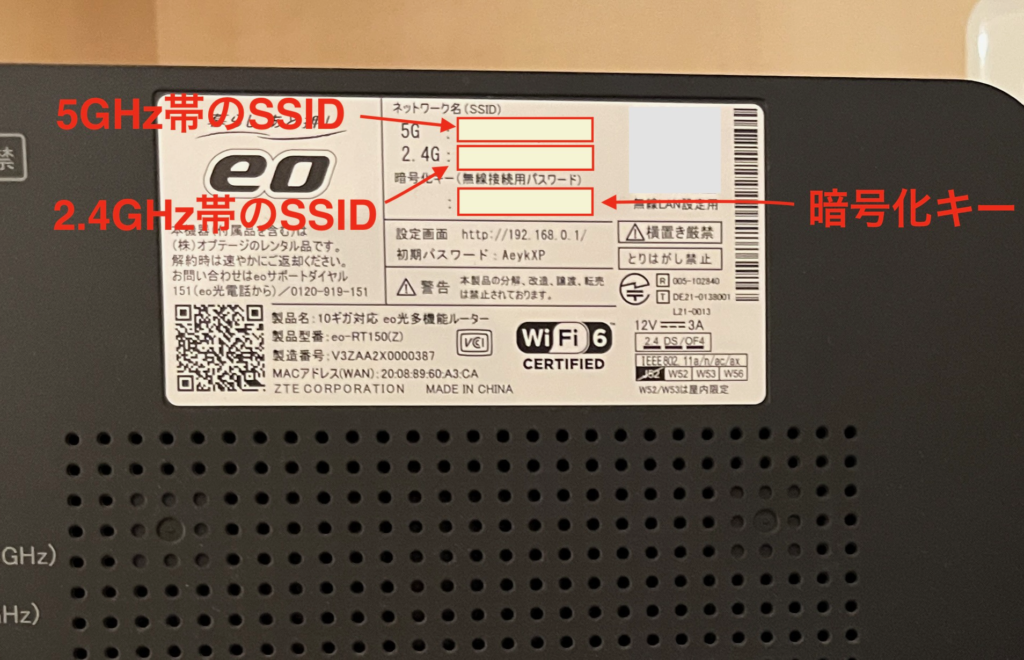 5GHz帯のSSID
2.4GHz帯のSSID
暗号化キー
禁
eo
ネットワーク名(SSID)
5G :
2.4G :
暗号化キー(無線接続用パスワード)
:
無線LAN設定用
設定画面 http://192.168.0.1/
初期パスワード : AeykXP
警告 本製品の分解、改造、譲渡、転売
は禁止されております。
横置き厳禁
とりはがし禁止
R 005-102840
T DE21-0138001
L21-0013
本機器(付属品を含む)は
(株)オプテージのレンタル品です。
解約時は速やかにご返却ください。
お問い合わせはeoサポートダイヤル
151(eo光電話から)/0120-919-151
製品名:10ギガ対応 eo光多機能ルーター
製品型番:eo-RT150(Z)
製造番号:V3ZAA2X0000387
MACアドレス(WAN):20:08:89:60:A3:CA
ZTE CORPORATION MADE IN CHINA
VCI
Wi Fi 6
CERTIFIED
12V 3A
2.4 DS/OF4
IEEE802.11a/n/ac/ax
J52 W52 W53 W56
W52/W53は屋内限定
GHz)
Hz)